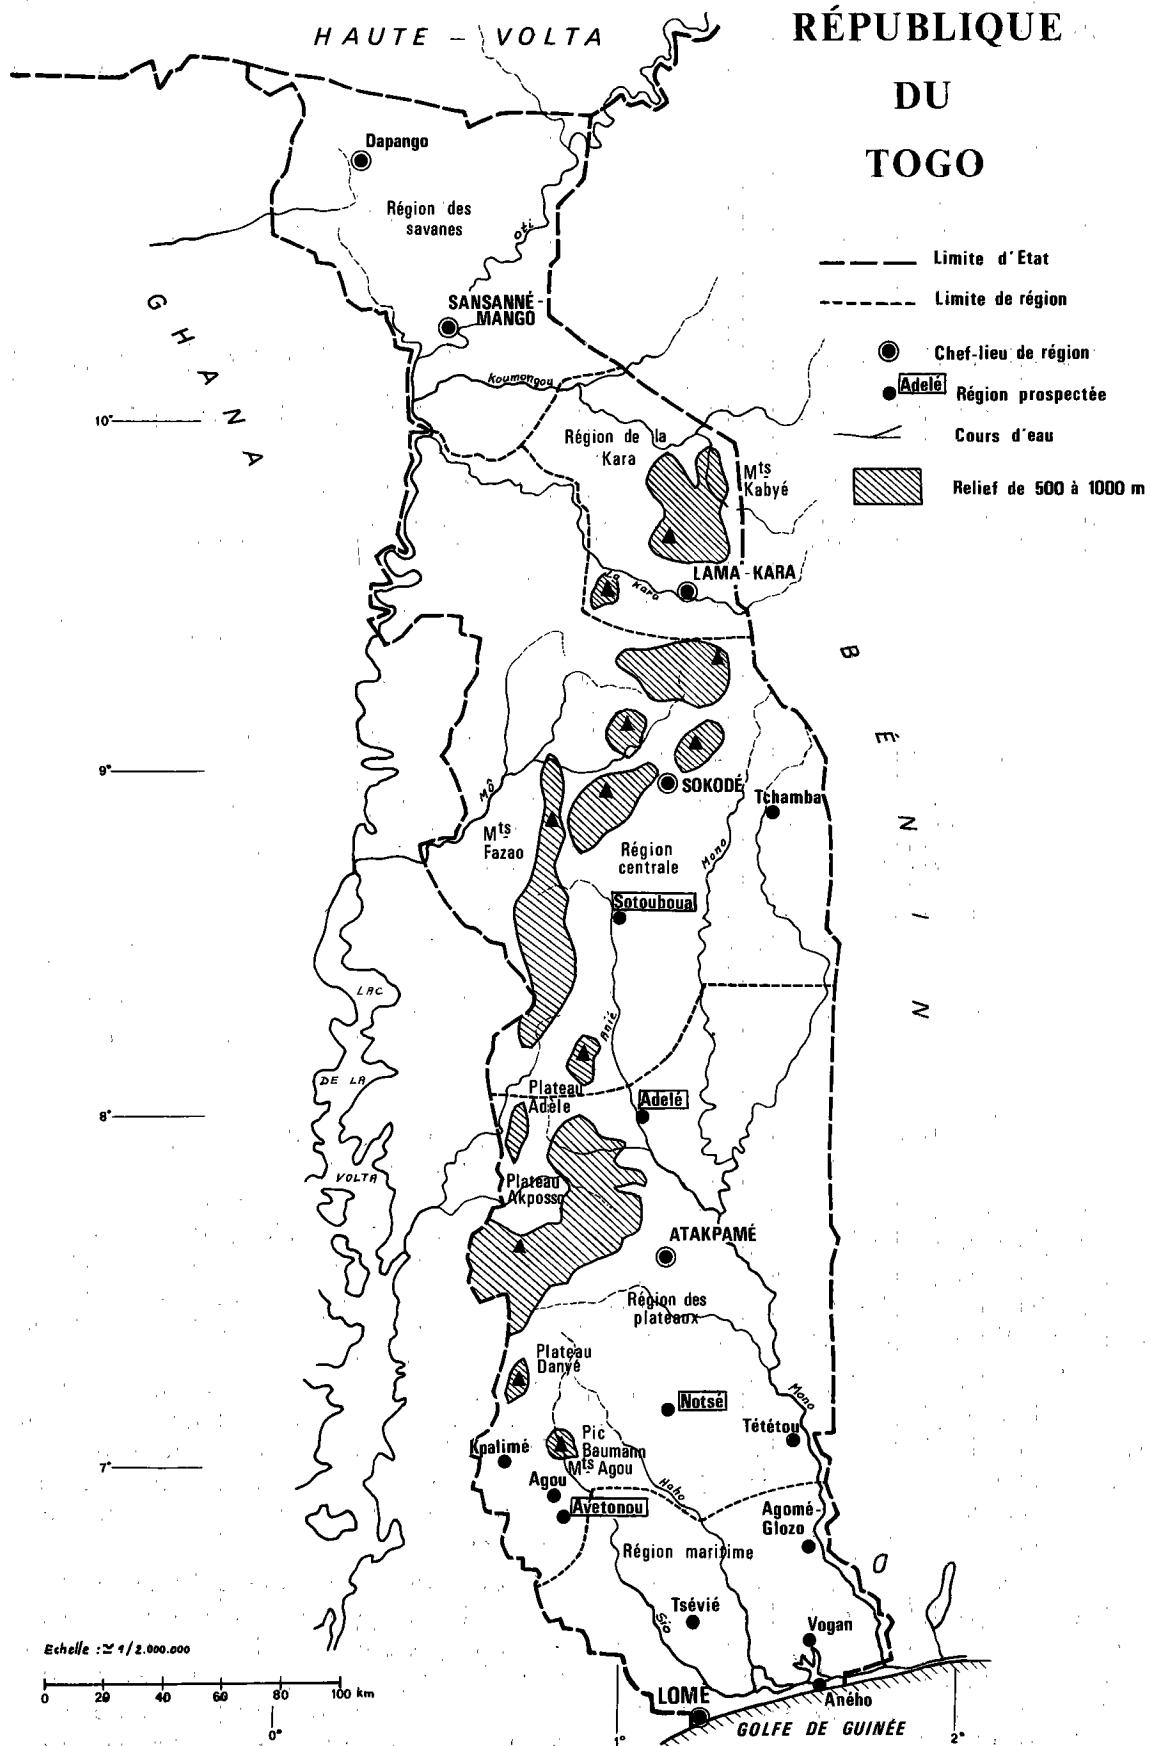 HAUTE - VOLTA
RÉPUBLIQUE
DU
TOGO
Dapango
Région des
savanes
Oti
SANSANNÉ-
MANGO
Limite d'Etat
Limite de région
Chef-lieu de région
Adelé
Région prospectée
Cours d'eau
Relief de 500 à 1000 m
GHANA
Koumongou
10°
Région de la
Kara
Mts
Kabyé
LAMA-KARA
La Kara
BÉNIN
9°
Mô
SOKODÉ
Tchamba
Mts
Fazao
Région
centrale
Mono
Sotouboua
LAC
DE LA
VOLTA
Anié
Plateau
Adèle
8°
Adelé
Plateau
Akposso
ATAKPAMÉ
Région des
plateaux
Plateau
Danyé
Mono
Notsé
Tététou
Pic
Baumann
Mts Agou
Kpalimé
7°
Agou
Haho
Avetonou
Agomé-
Glozo
Région maritime
O
Tsévié
Sio
Vogan
Echelle : ≃ 1/2.000.000
0 20 40 60 80 100 km
LOMÉ
Aného
GOLFE DE GUINÉE
0° 1° 2°